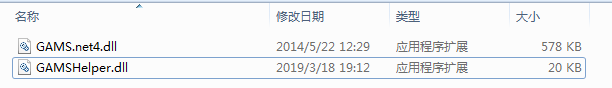 名称 修改日期 类型 大小
GAMS.net4.dll 2014/5/22 12:29 应用程序扩展 578 KB
GAMSHelper.dll 2019/3/18 19:12 应用程序扩展 20 KB